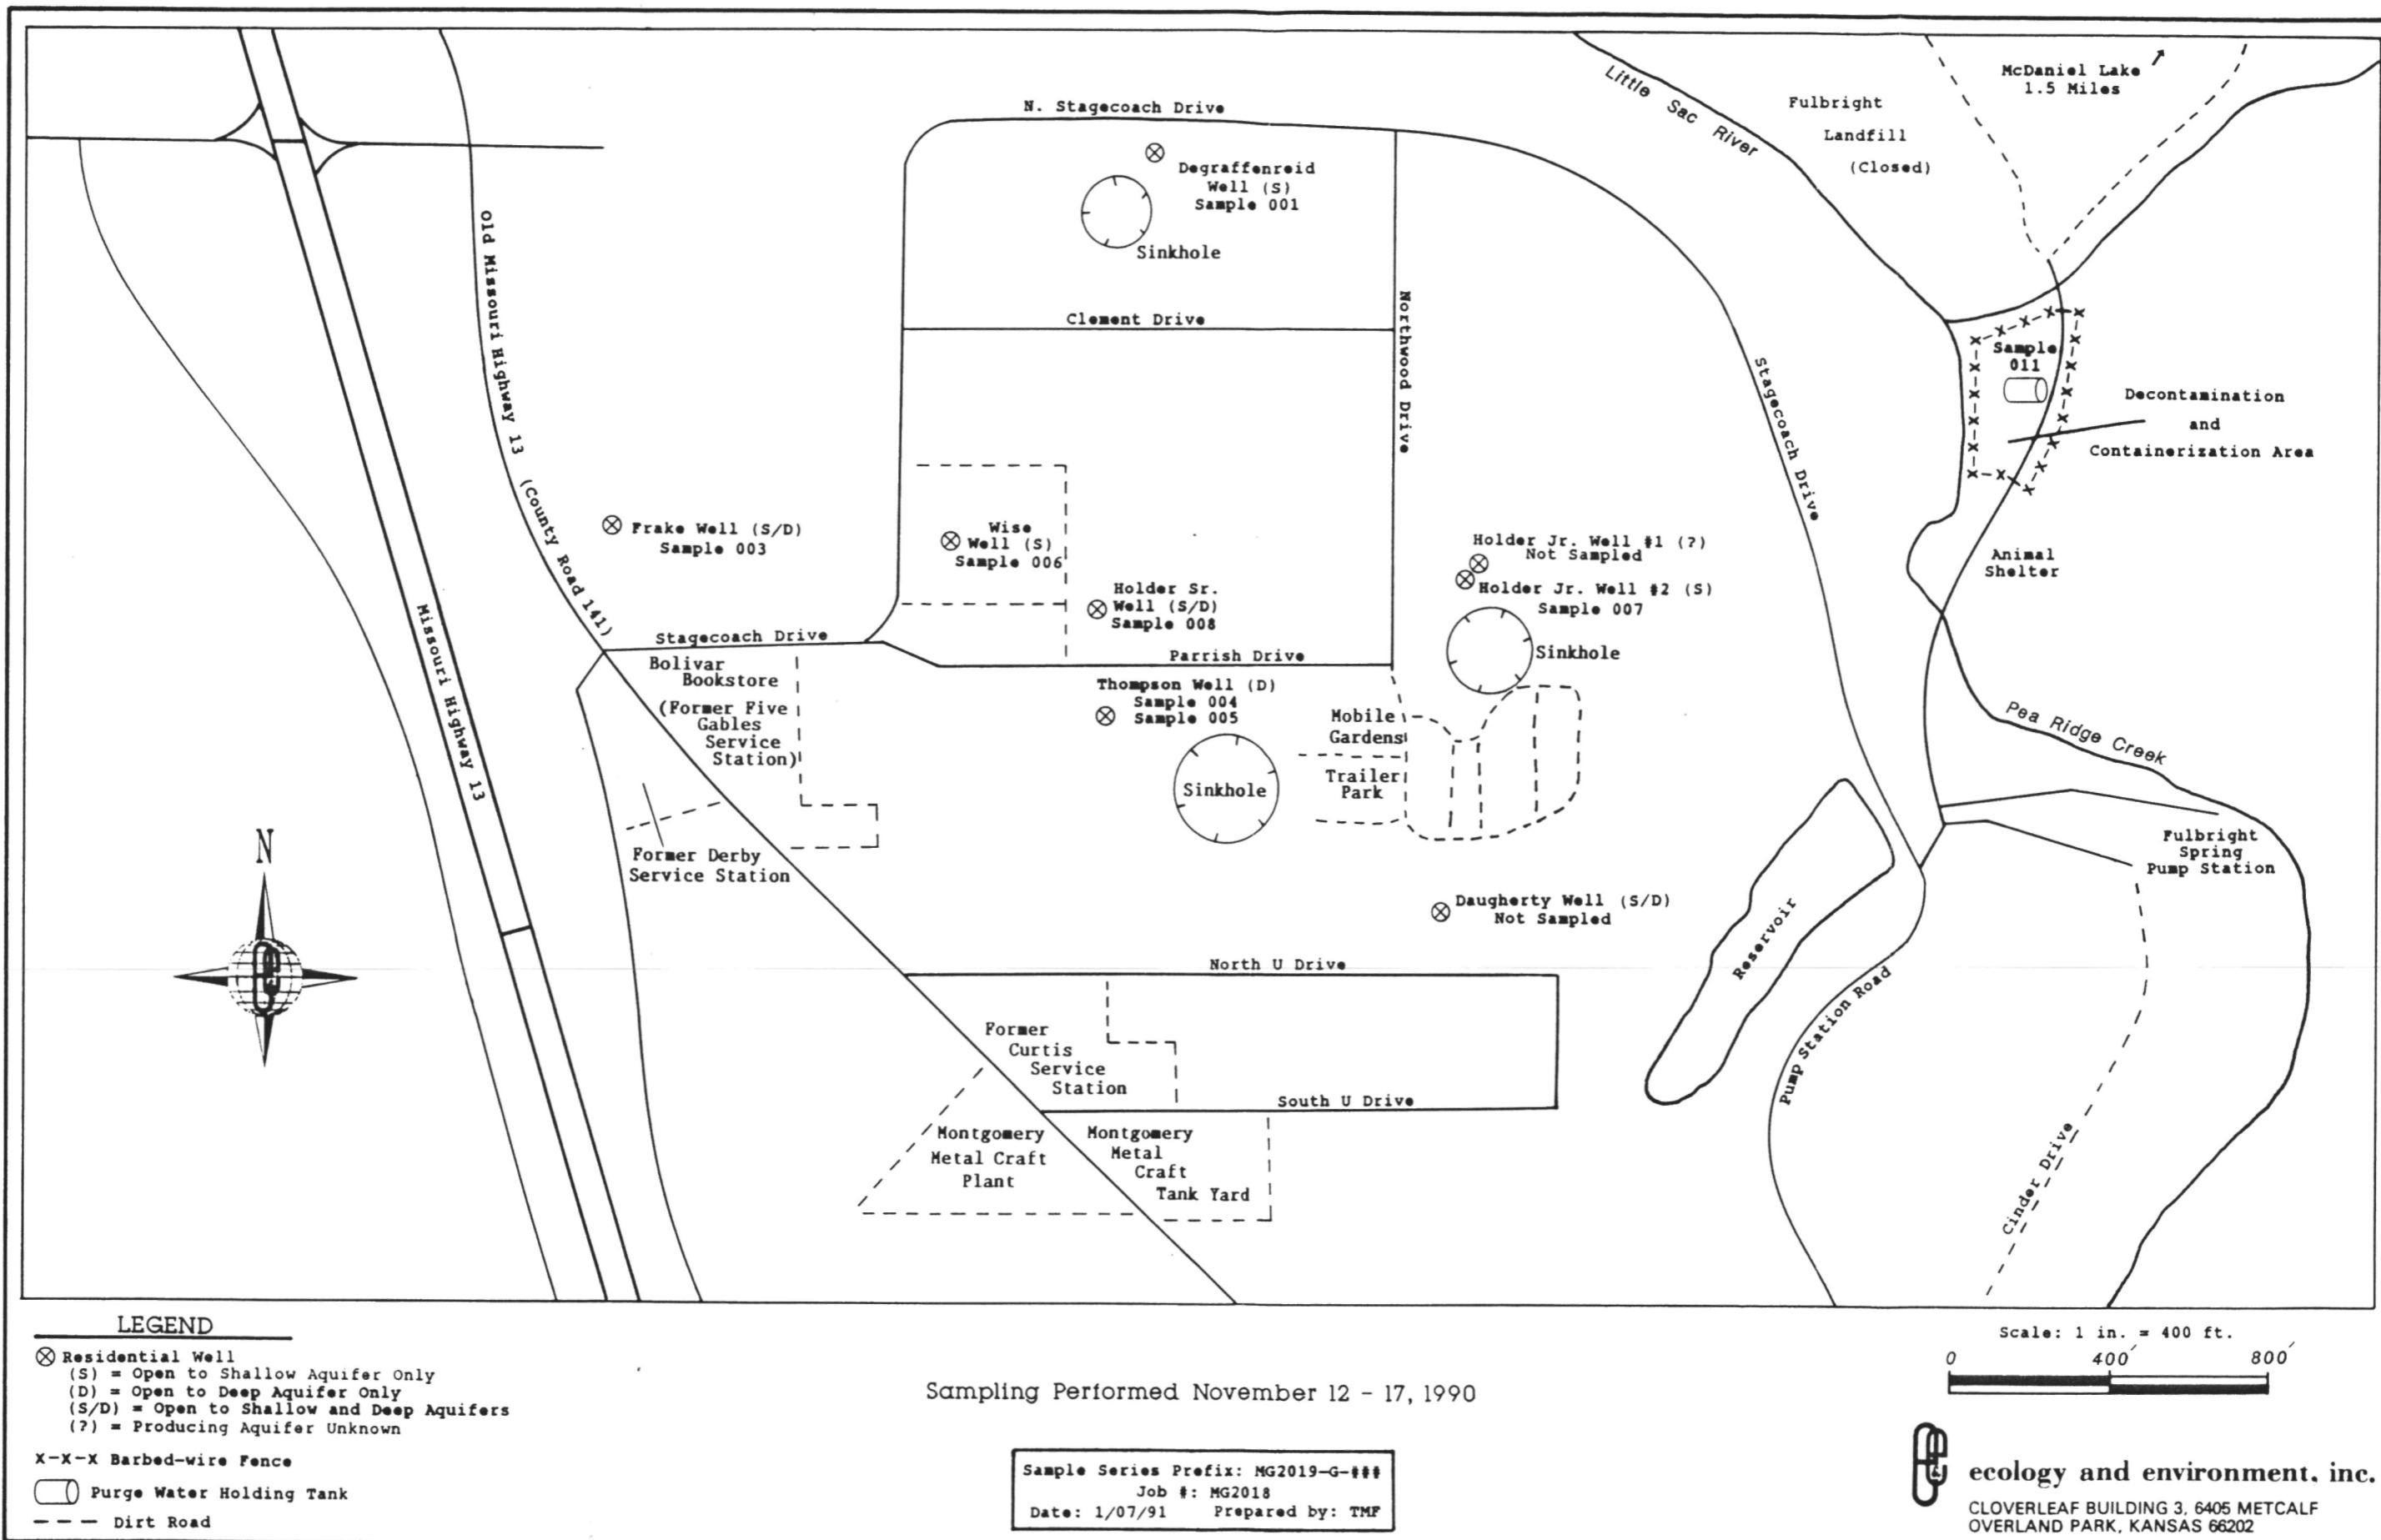 McDaniel Lake
1.5 Miles
Little Sac River
Fulbright
Landfill
(Closed)
N. Stagecoach Drive
Degraffenreid
Well (S)
Sample 001
Sinkhole
Old Missouri Highway 13 (County Road 141)
Clement Drive
Northwood Drive
Stagecoach Drive
Sample
011
Decontamination
and
Containerization Area
Frake Well (S/D)
Sample 003
Wise
Well (S)
Sample 006
Holder Jr. Well #1 (?)
Not Sampled
Holder Jr. Well #2 (S)
Sample 007
Animal
Shelter
Holder Sr.
Well (S/D)
Sample 008
Missouri Highway 13
Stagecoach Drive
Parrish Drive
Sinkhole
Bolivar
Bookstore
(Former Five
Gables
Service
Station)
Thompson Well (D)
Sample 004
Sample 005
Sinkhole
Mobile
Gardens
Trailer
Park
Pea Ridge Creek
Former Derby
Service Station
Fulbright
Spring
Pump Station
N
Daugherty Well (S/D)
Not Sampled
Reservoir
North U Drive
Pump Station Road
Former
Curtis
Service
Station
South U Drive
Montgomery
Metal Craft
Plant
Montgomery
Metal
Craft
Tank Yard
Cinder Drive
LEGEND
Residential Well
(S) = Open to Shallow Aquifer Only
(D) = Open to Deep Aquifer Only
(S/D) = Open to Shallow and Deep Aquifers
(?) = Producing Aquifer Unknown
X-X-X Barbed-wire Fence
Purge Water Holding Tank
Dirt Road
Sampling Performed November 12 - 17, 1990
Sample Series Prefix: MG2019-G-###
Job #: MG2018
Date: 1/07/91 Prepared by: TMF
Scale: 1 in. = 400 ft.
0 400' 800'
ecology and environment, inc.
CLOVERLEAF BUILDING 3, 6405 METCALF
OVERLAND PARK, KANSAS 66202